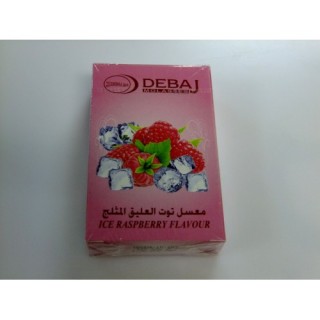 DEBAJ
MOLASSES
معسل توت العليق المثلج
ICE RASPBERRY FLAVOUR